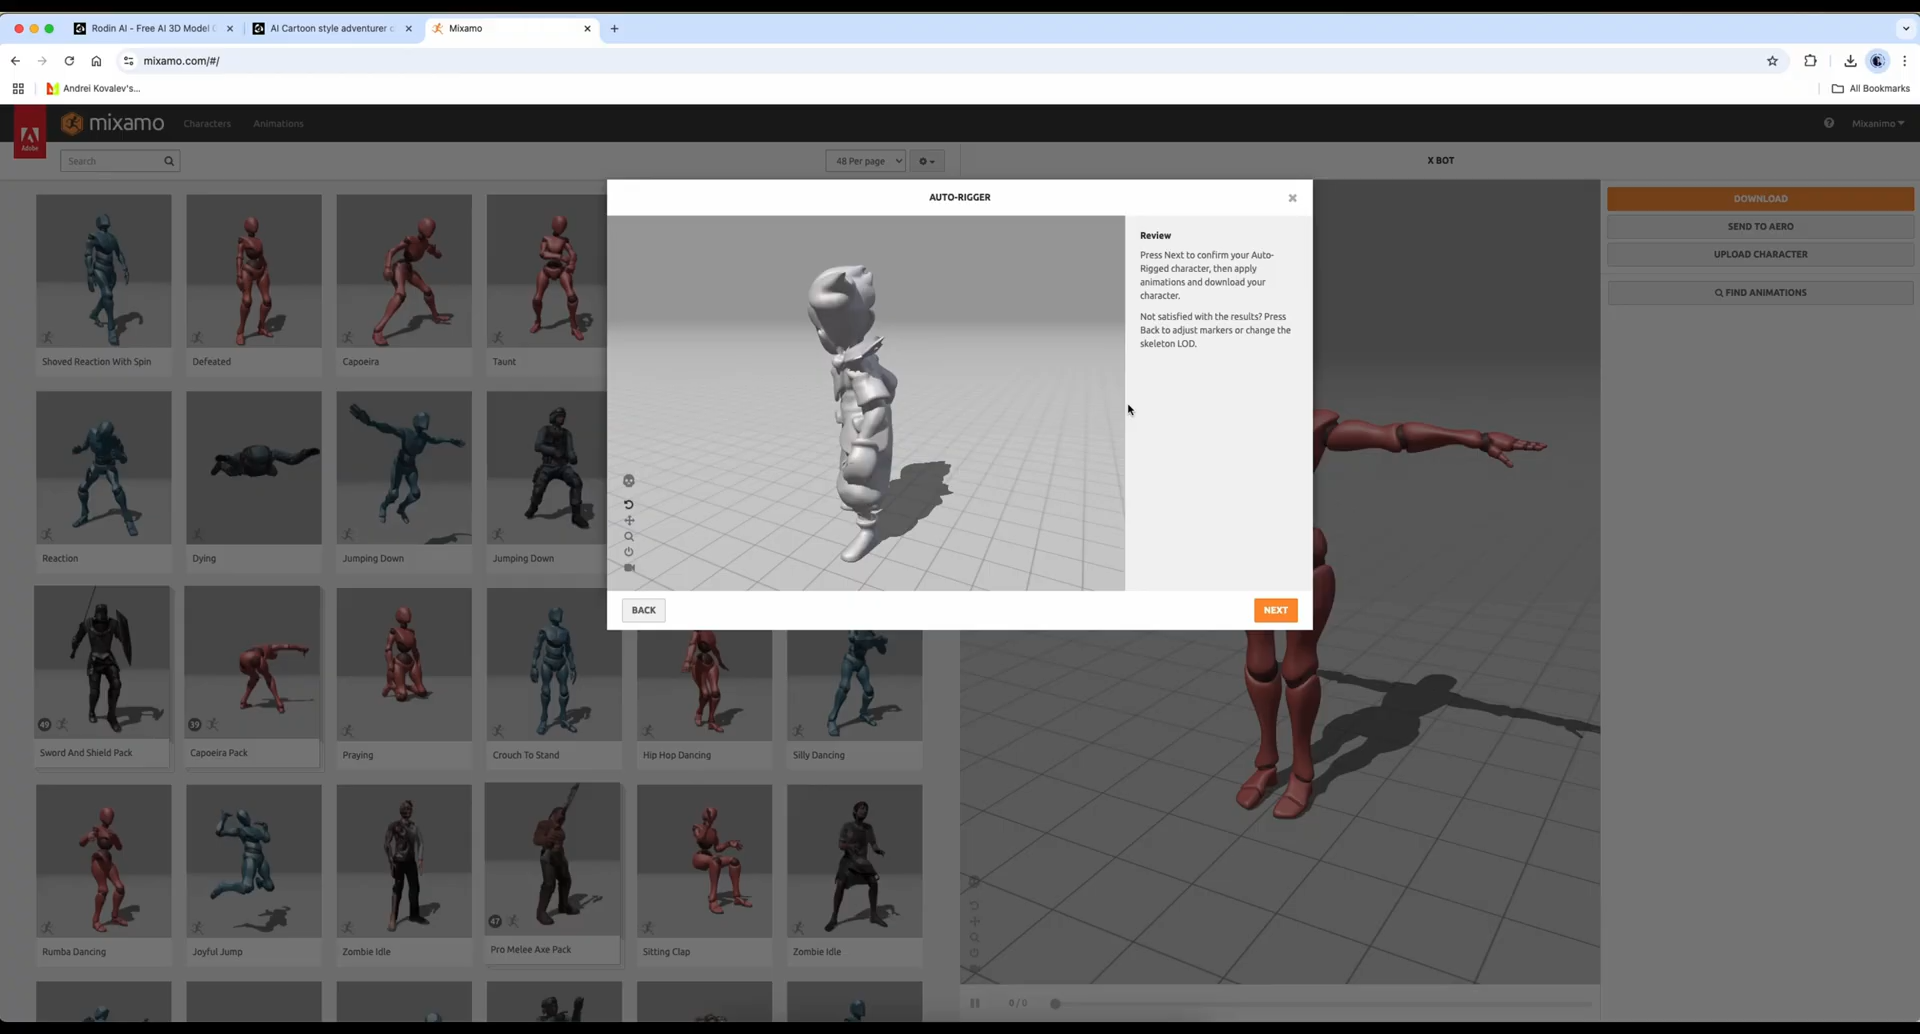 Rodin AI - Free AI 3D Model G
AI Cartoon style adventurer c
Mixamo
mixamo.com/#/
Andrei Kovalev's...
All Bookmarks
Adobe
mixamo
Characters
Animations
Mixanimo
Search
48 Per page
X BOT
AUTO-RIGGER
Review
Press Next to confirm your Auto-
Rigged character, then apply
animations and download your
character.
Not satisfied with the results? Press
Back to adjust markers or change the
skeleton LOD.
BACK
NEXT
DOWNLOAD
SEND TO AERO
UPLOAD CHARACTER
FIND ANIMATIONS
Shoved Reaction With Spin
Defeated
Capoeira
Taunt
Reaction
Dying
Jumping Down
Jumping Down
49
39
Sword And Shield Pack
Capoeira Pack
Praying
Crouch To Stand
Hip Hop Dancing
Silly Dancing
47
Rumba Dancing
Joyful Jump
Zombie Idle
Pro Melee Axe Pack
Sitting Clap
Zombie Idle
0 / 0